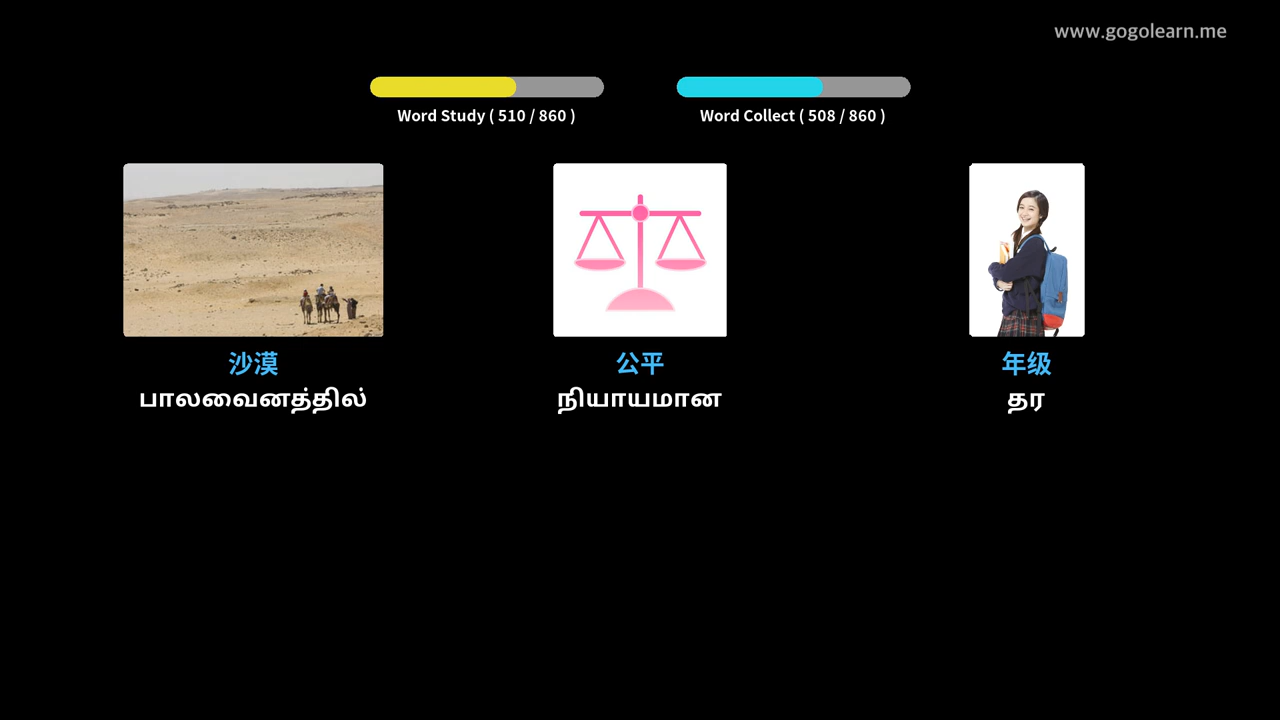 www.gogolearn.me
Word Study ( 510 / 860 )
Word Collect ( 508 / 860 )
沙漠
பாலவைனத்தில்
公平
நியாயமான
年级
தர